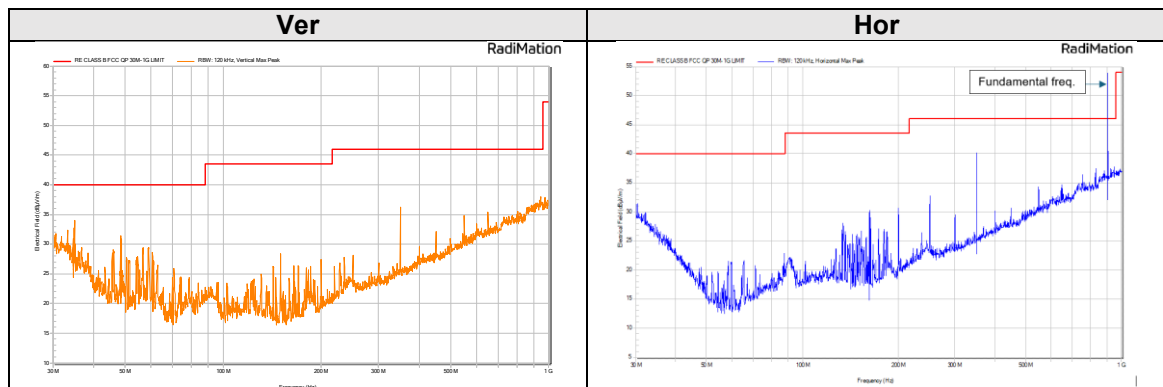 Ver
Hor
RadiMation
RE CLASS B FCC QP 30M-1G LIMIT
RBW: 120 kHz, Vertical Max Peak
60
55
50
45
40
35
30
25
20
15
10
Electrical Field (dBµV/m)
30 M
50 M
100 M
200 M
300 M
500 M
1 G
RadiMation
RE CLASS B FCC QP 30M-1G LIMIT
RBW: 120 kHz, Horizontal Max Peak
Fundamental freq.
55
50
45
40
35
30
25
20
15
10
5
Electrical Field (dBµV/m)
30 M
50 M
100 M
200 M
300 M
500 M
1 G
Frequency (Hz)